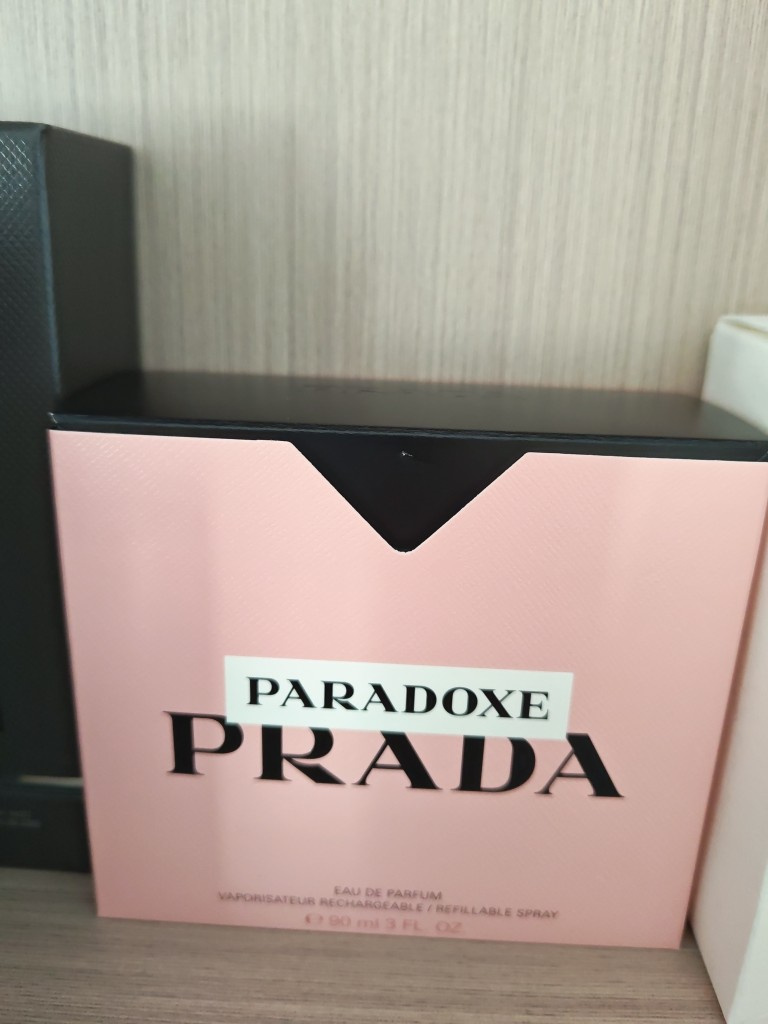 PARADOXE
PRADA
EAU DE PARFUM
VAPORISATEUR RECHARGEABLE / REFILLABLE SPRAY
℮ 90 ml 3 FL. OZ.